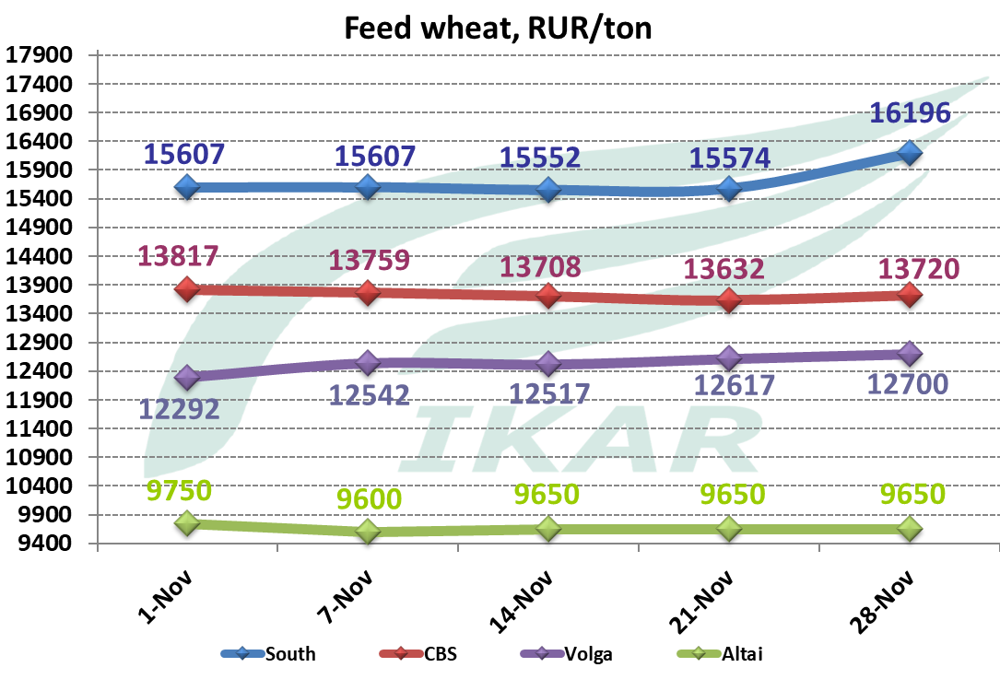 Feed wheat, RUR/ton
17900
17400
16900
16400
15900
15400
14900
14400
13900
13400
12900
12400
11900
11400
10900
10400
9900
9400
15607 15607 15552 15574 16196
13817 13759 13708 13632 13720
12292 12542 12517 12617 12700
IKAR
9750 9600 9650 9650 9650
1-Nov 7-Nov 14-Nov 21-Nov 28-Nov
South CBS Volga Altai